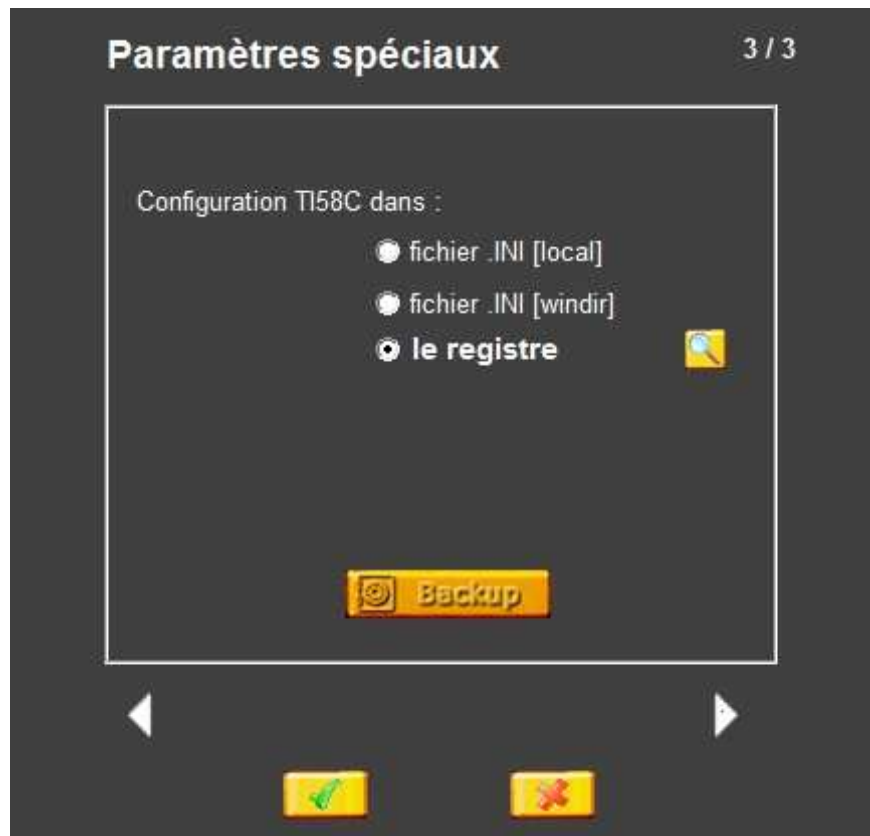 Paramètres spéciaux 3 / 3
Configuration TI58C dans :
fichier .INI [local]
fichier .INI [windir]
le registre
Backup